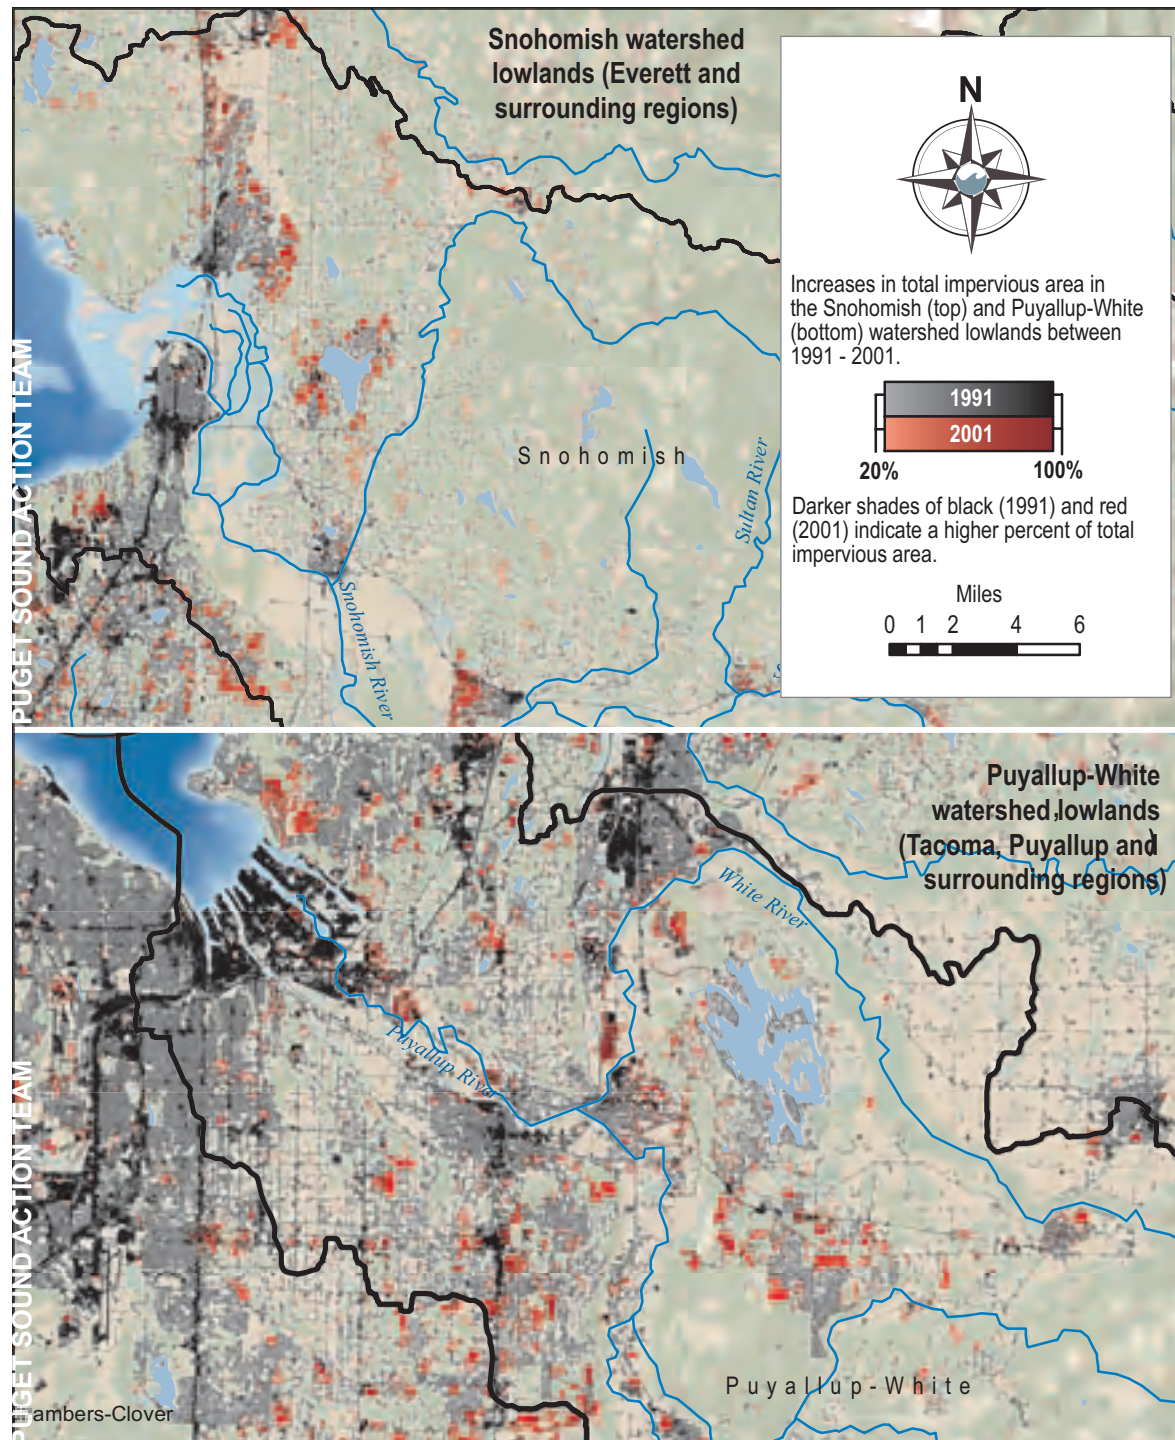 Snohomish watershed
lowlands (Everett and
surrounding regions)
N
Increases in total impervious area in
the Snohomish (top) and Puyallup-White
(bottom) watershed lowlands between
1991 - 2001.
1991
2001
20%
100%
Darker shades of black (1991) and red
(2001) indicate a higher percent of total
impervious area.
Miles
0 1 2 4 6
Snohomish
Sultan River
Snohomish River
PUGET SOUND ACTION TEAM
Puyallup-White
watershed lowlands
(Tacoma, Puyallup and
surrounding regions)
White River
Puyallup River
Puyallup-White
ambers-Clover
PUGET SOUND ACTION TEAM